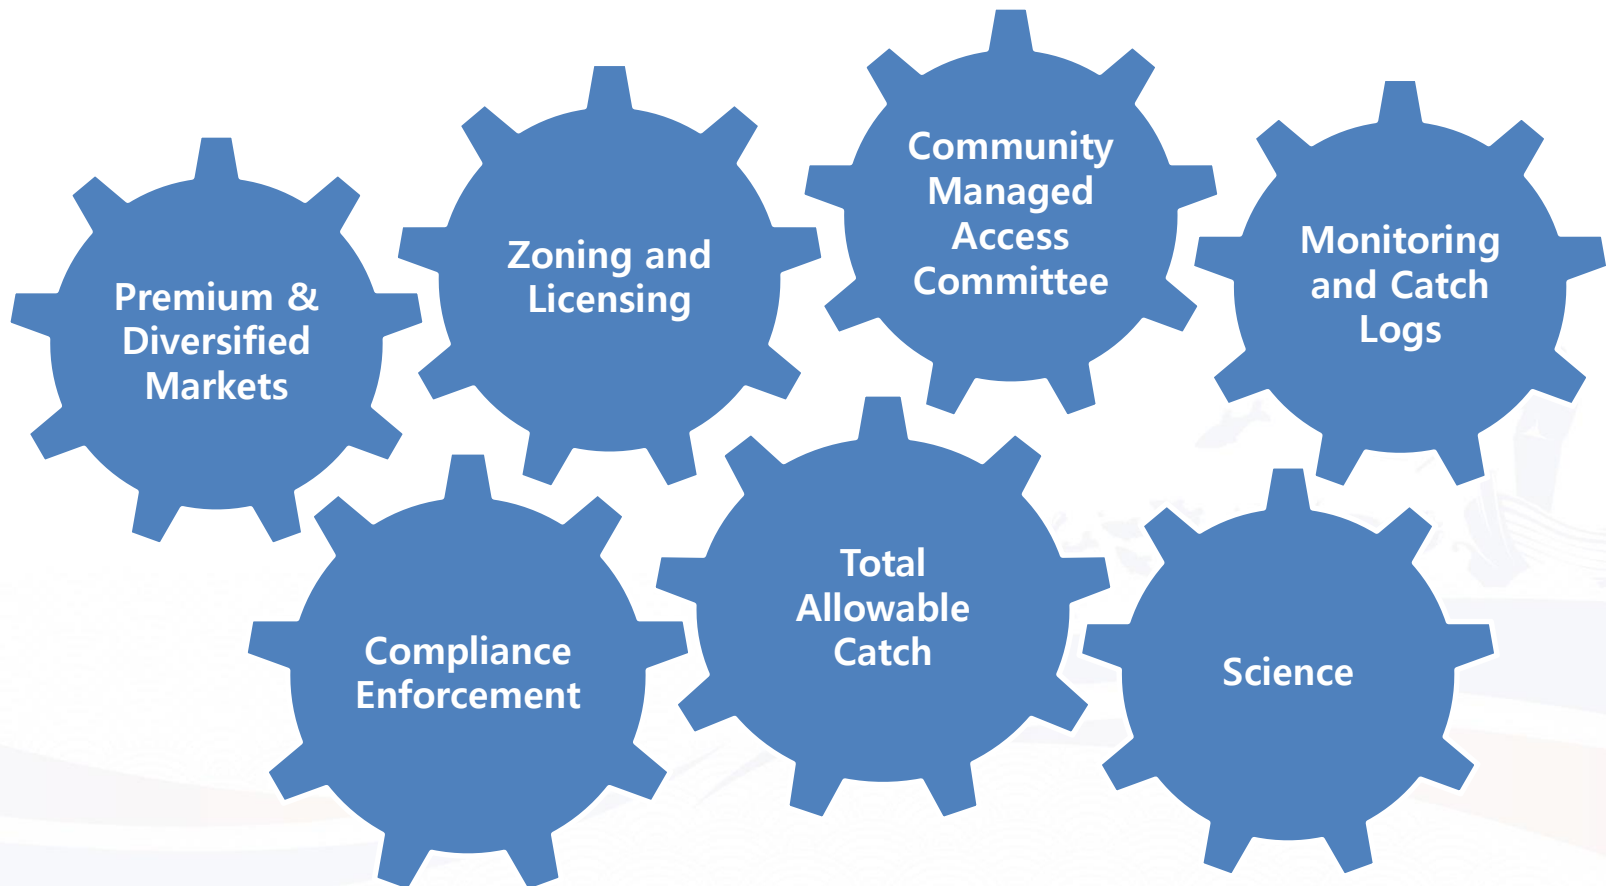 Premium &
Diversified
Markets
Zoning and
Licensing
Community
Managed
Access
Committee
Monitoring
and Catch
Logs
Compliance
Enforcement
Total
Allowable
Catch
Science